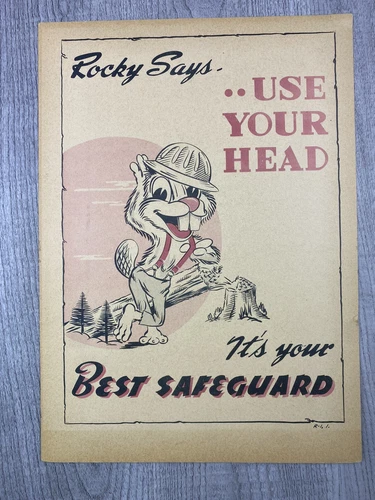 Rocky Says.
..USE
YOUR
HEAD
It's your
BEST SAFEGUARD